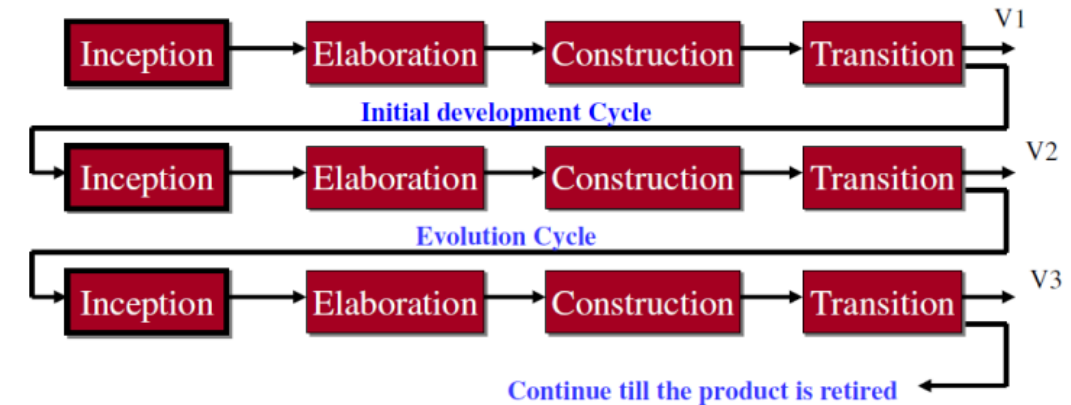 V1
Inception Elaboration Construction Transition
Initial development Cycle
V2
Inception Elaboration Construction Transition
Evolution Cycle
V3
Inception Elaboration Construction Transition
Continue till the product is retired